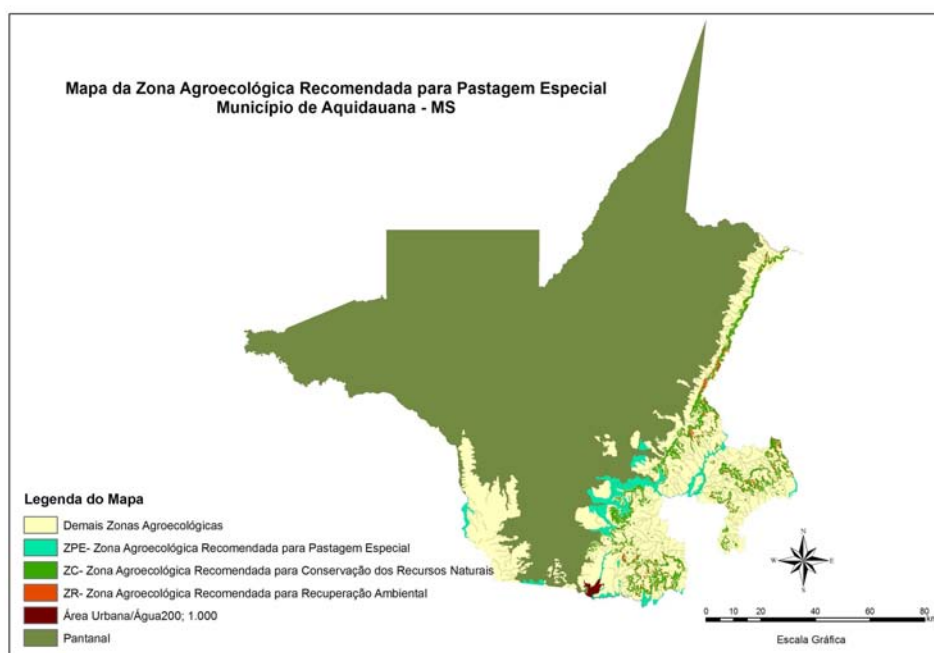 Mapa da Zona Agroecológica Recomendada para Pastagem Especial
Município de Aquidauana - MS
Legenda do Mapa
Demais Zonas Agroecológicas
ZPE- Zona Agroecológica Recomendada para Pastagem Especial
ZC- Zona Agroecológica Recomendada para Conservação dos Recursos Naturais
ZR- Zona Agroecológica Recomendada para Recuperação Ambiental
Área Urbana/Água200; 1.000
Pantanal
N
W E
S
0 10 20 40 60 80
km
Escala Gráfica